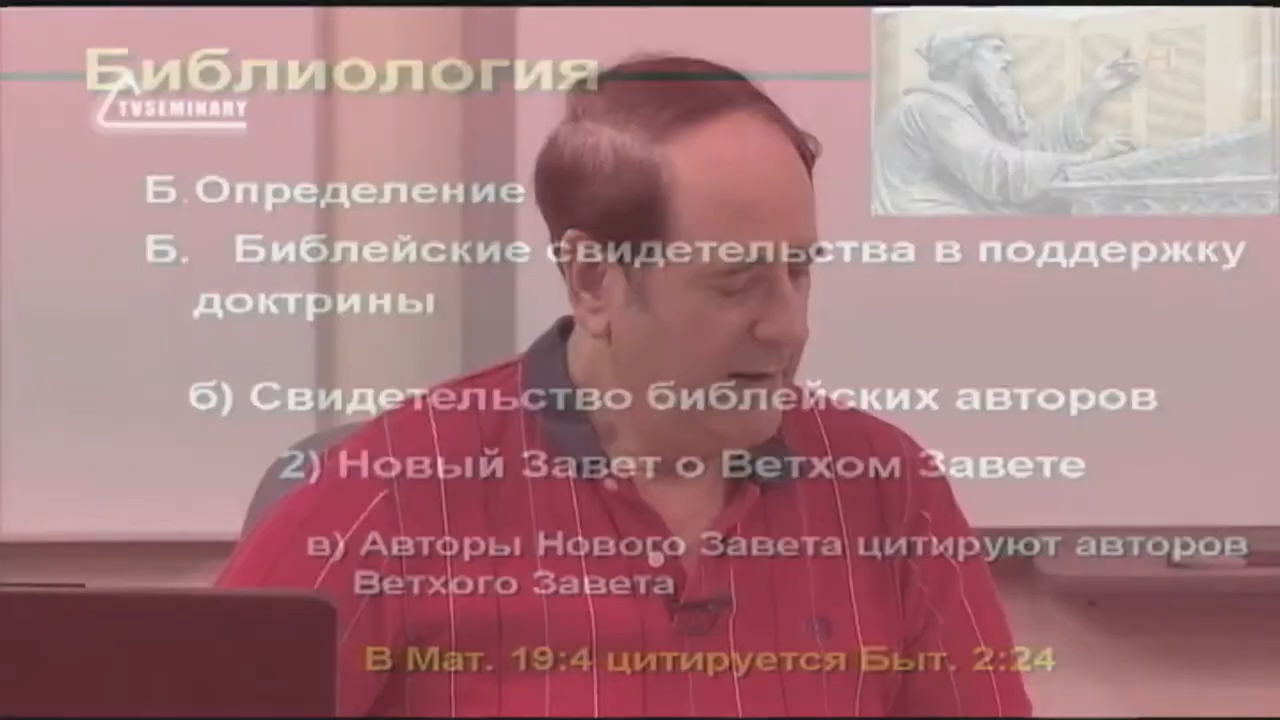 Библиология
TVSEMINARY
Б.Определение
Б. Библейские свидетельства в поддержку
доктрины
б) Свидетельство библейских авторов
2) Новый Завет о Ветхом Завете
в) Авторы Нового Завета цитируют авторов
Ветхого Завета
В Мат. 19:4 цитируется Быт. 2:24